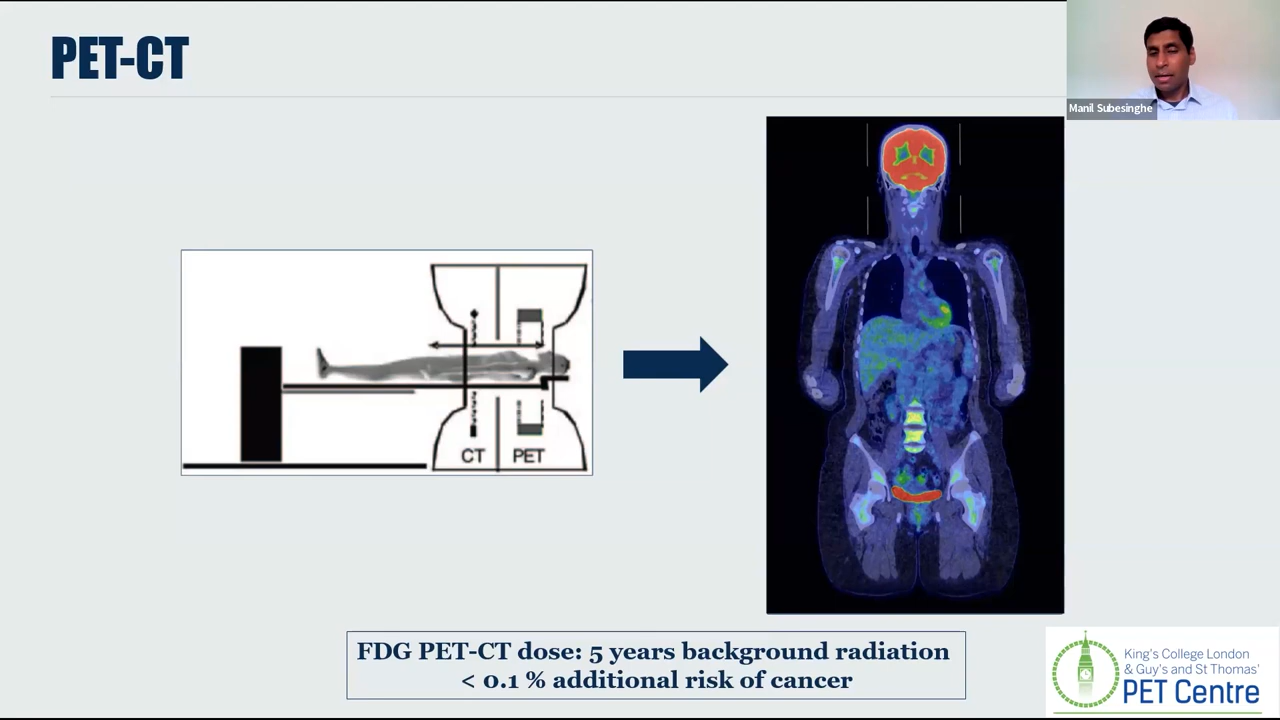 PET-CT
Manil Subesinghe
CT
PET
FDG PET-CT dose: 5 years background radiation
< 0.1 % additional risk of cancer
King's College London
& Guy's and St Thomas'
PET Centre